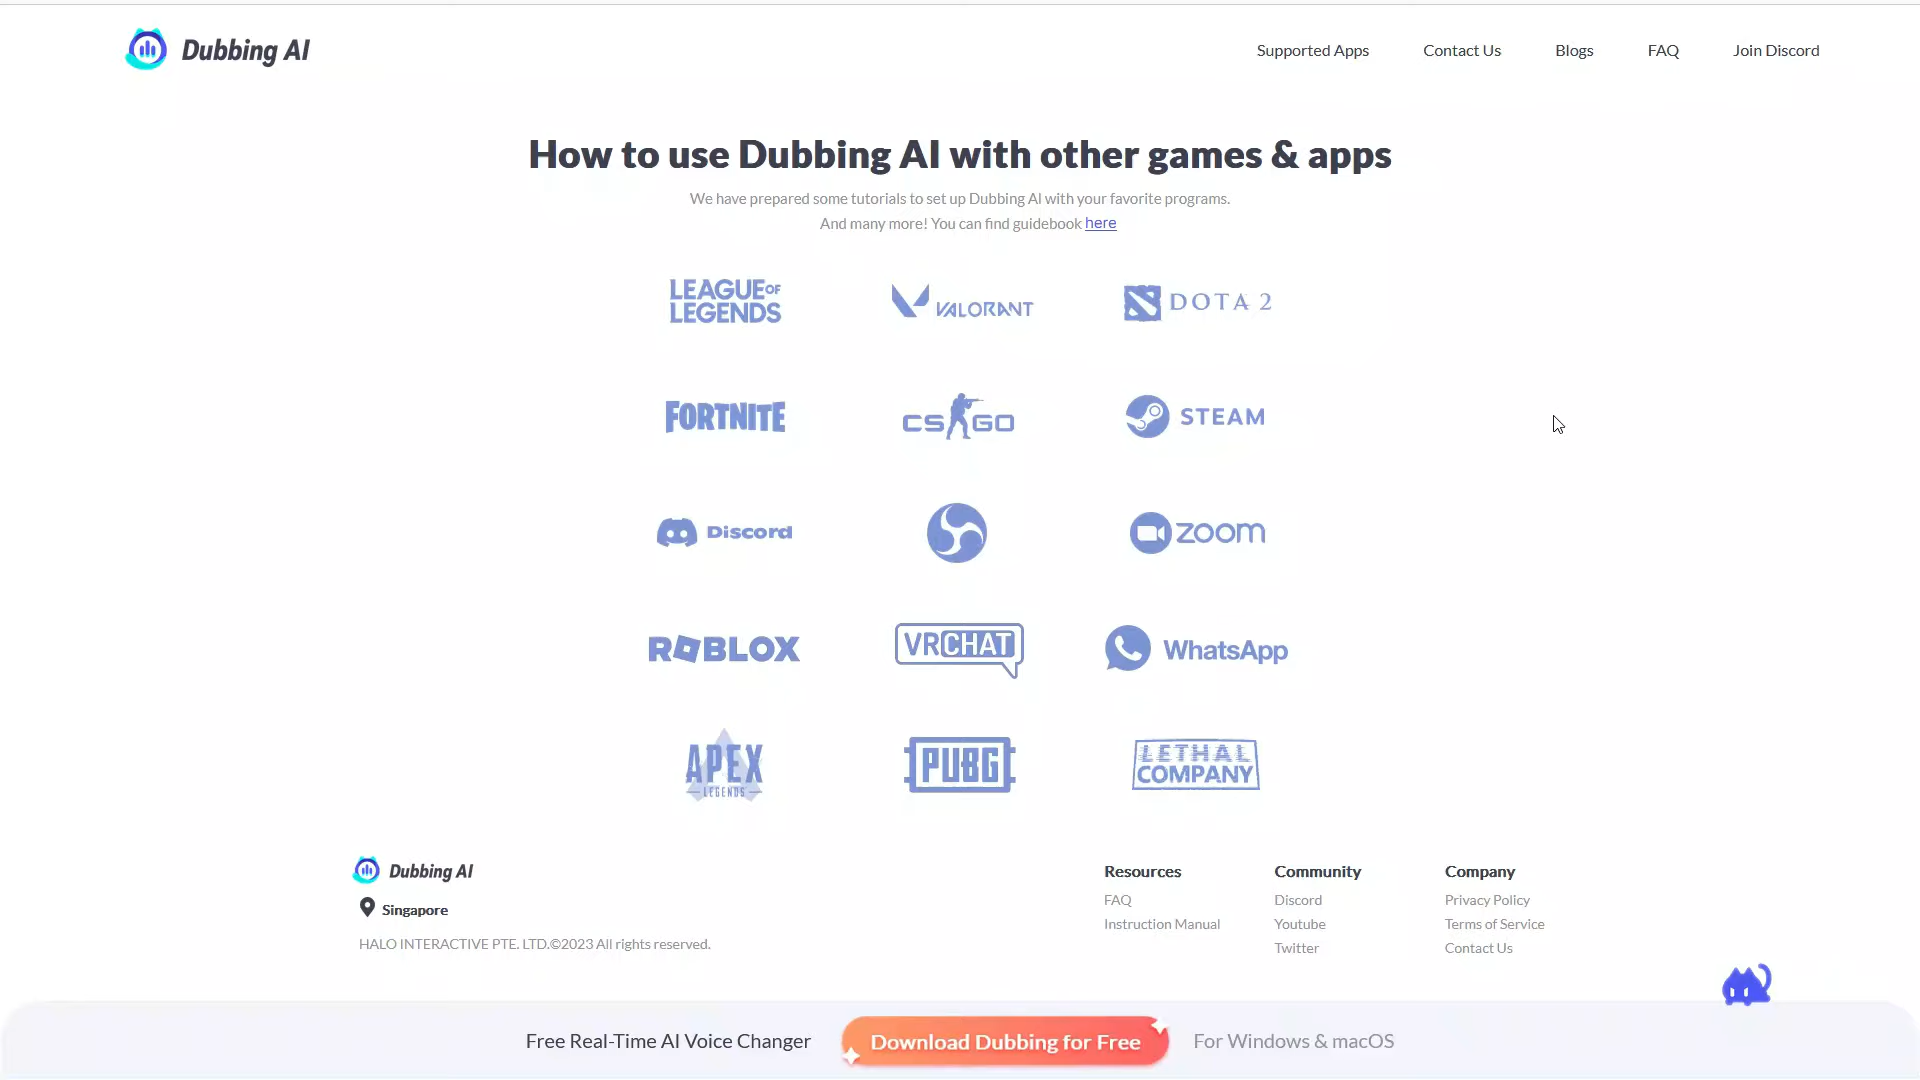 Dubbing AI
Supported Apps
Contact Us
Blogs
FAQ
Join Discord
How to use Dubbing AI with other games & apps
We have prepared some tutorials to set up Dubbing AI with your favorite programs.
And many more! You can find guidebook here
LEAGUE OF
LEGENDS
VALORANT
DOTA 2
FORTNITE
CS GO
STEAM
Discord
zoom
ROBLOX
VRCHAT
WhatsApp
APEX
LEGENDS
PUBG
LETHAL
COMPANY
Dubbing AI
Singapore
HALO INTERACTIVE PTE. LTD.©2023 All rights reserved.
Resources
FAQ
Instruction Manual
Community
Discord
Youtube
Twitter
Company
Privacy Policy
Terms of Service
Contact Us
Free Real-Time AI Voice Changer
Download Dubbing for Free
For Windows & macOS